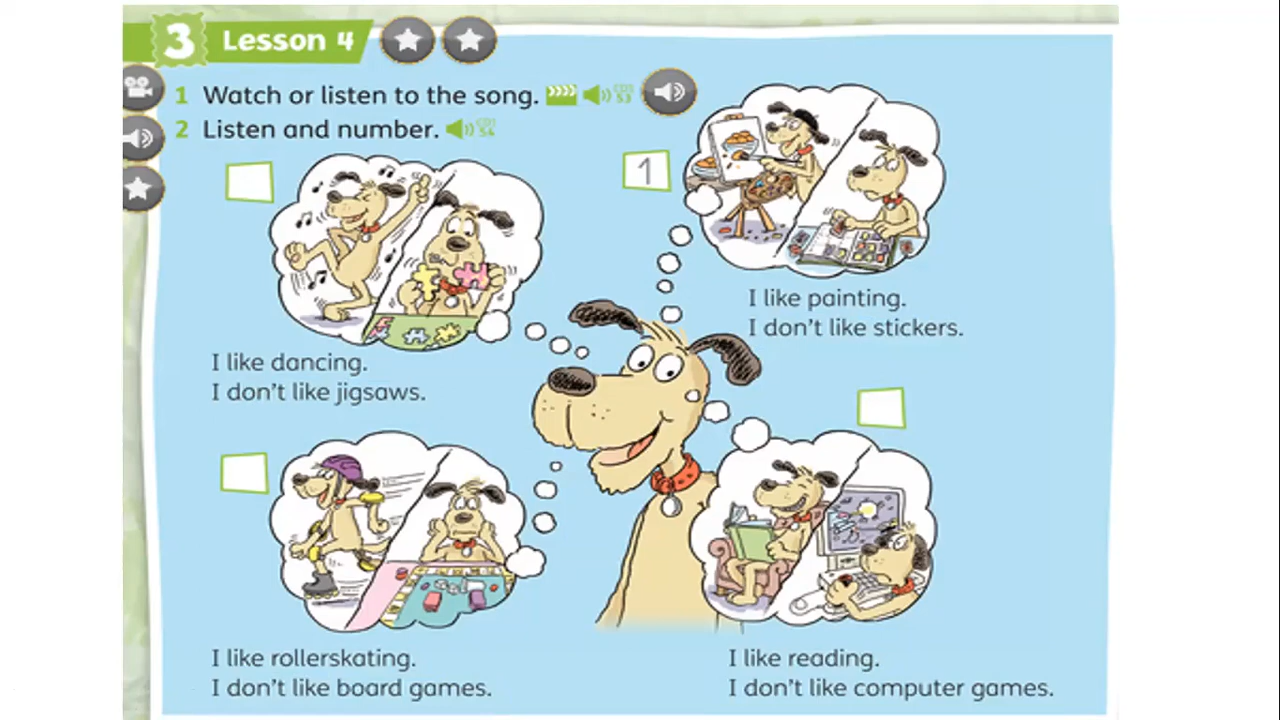 3 Lesson 4
1 Watch or listen to the song.
2 Listen and number.
1
I like painting.
I don't like stickers.
I like dancing.
I don't like jigsaws.
I like rollerskating.
I don't like board games.
I like reading.
I don't like computer games.